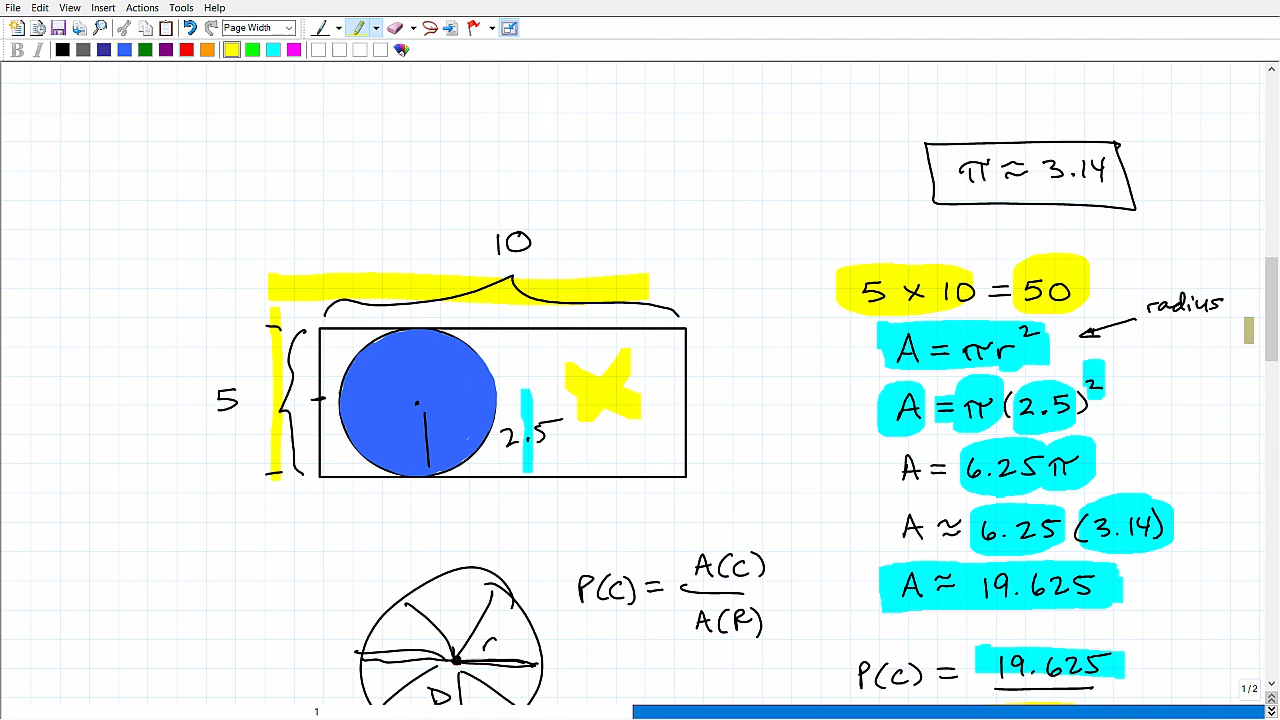 File Edit View Insert Actions Tools Help
Page Width
B I
π ≈ 3.14
10
5 × 10 = 50
radius
A = πr²
5
2.5
A = π(2.5)²
A = 6.25π
A ≈ 6.25 (3.14)
A ≈ 19.625
P(C) = A(C)
A(R)
r
D
P(C) = 19.625
1/2
1